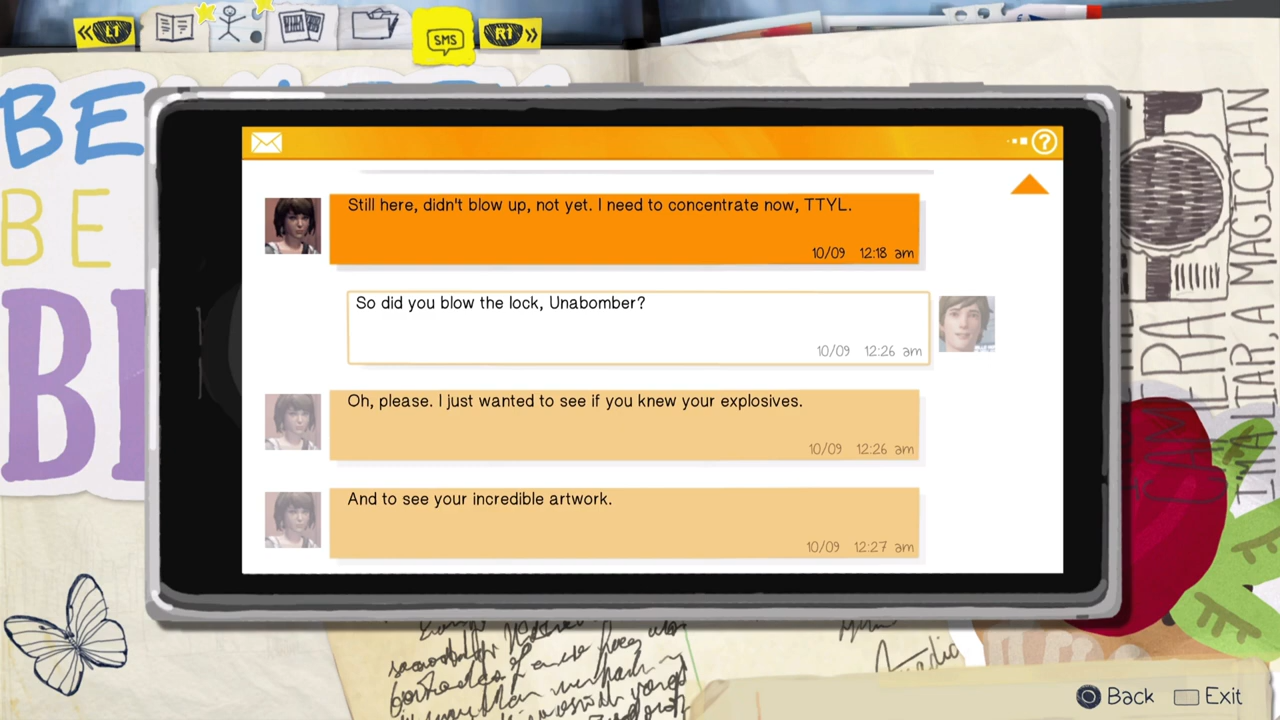 L1
SMS
R1
BE
BE
Still here, didn't blow up, not yet. I need to concentrate now, TTYL.
10/09 12:18 am
So did you blow the lock, Unabomber?
10/09 12:26 am
Oh, please. I just wanted to see if you knew your explosives.
10/09 12:26 am
And to see your incredible artwork.
10/09 12:27 am
CAMERA
I'M A LIAR, A MAGICIAN
Back Exit